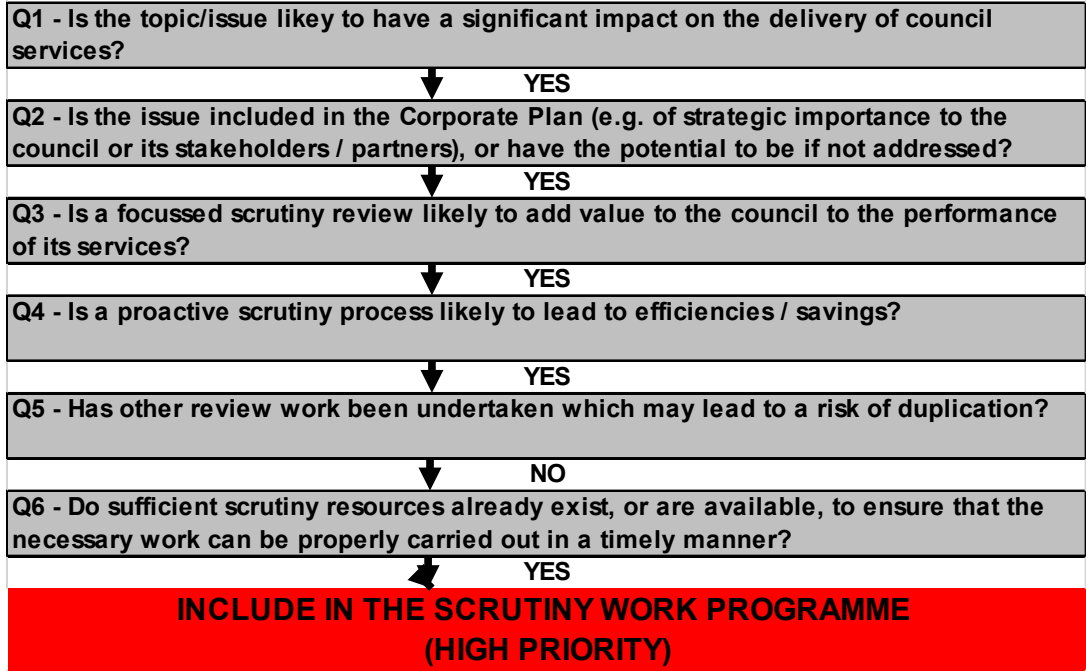 Q1 - Is the topic/issue likey to have a significant impact on the delivery of council
services?
YES
Q2 - Is the issue included in the Corporate Plan (e.g. of strategic importance to the
council or its stakeholders / partners), or have the potential to be if not addressed?
YES
Q3 - Is a focussed scrutiny review likely to add value to the council to the performance
of its services?
YES
Q4 - Is a proactive scrutiny process likely to lead to efficiencies / savings?
YES
Q5 - Has other review work been undertaken which may lead to a risk of duplication?
NO
Q6 - Do sufficient scrutiny resources already exist, or are available, to ensure that the
necessary work can be properly carried out in a timely manner?
YES
INCLUDE IN THE SCRUTINY WORK PROGRAMME
(HIGH PRIORITY)